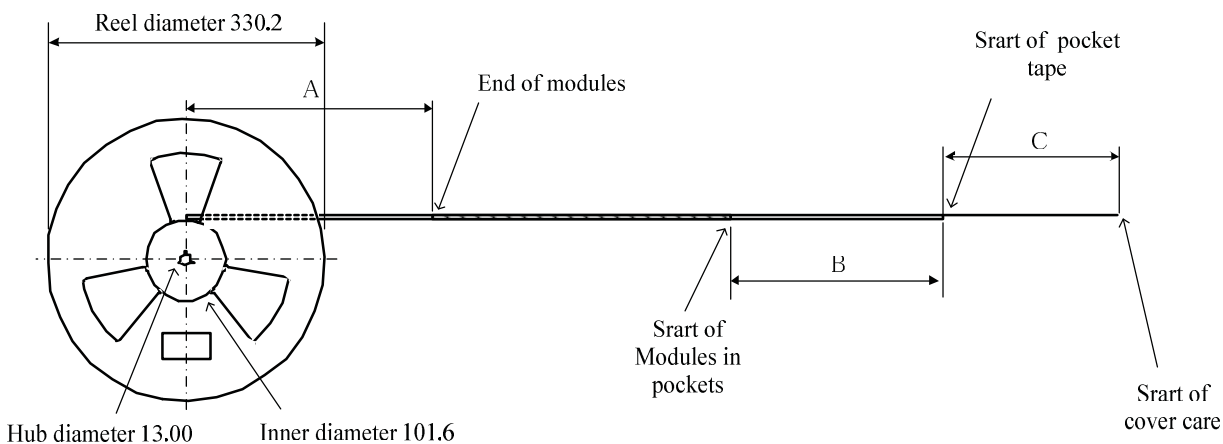 Reel diameter 330.2
A
End of modules
Srart of pocket
tape
C
B
Srart of
Modules in
pockets
Srart of
cover care
Hub diameter 13.00
Inner diameter 101.6